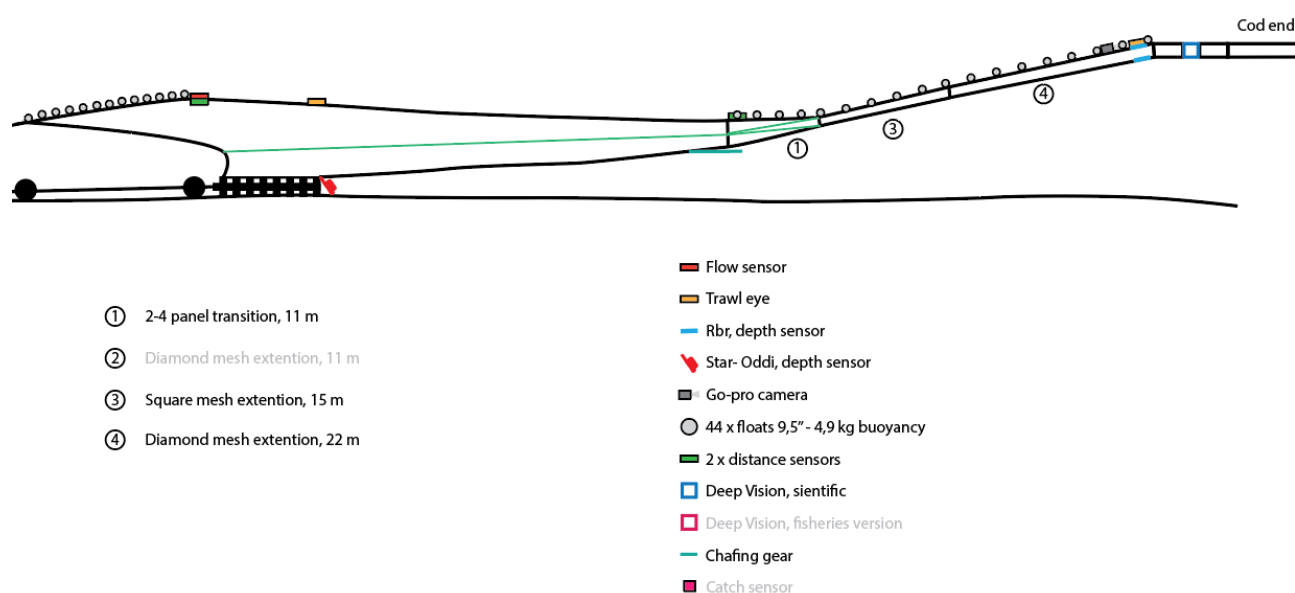 Cod end
1
3
4
1 2-4 panel transition, 11 m
2 Diamond mesh extention, 11 m
3 Square mesh extention, 15 m
4 Diamond mesh extention, 22 m
Flow sensor
Trawl eye
Rbr, depth sensor
Star- Oddi, depth sensor
Go-pro camera
44 x floats 9,5” - 4,9 kg buoyancy
2 x distance sensors
Deep Vision, sientific
Deep Vision, fisheries version
Chafing gear
Catch sensor